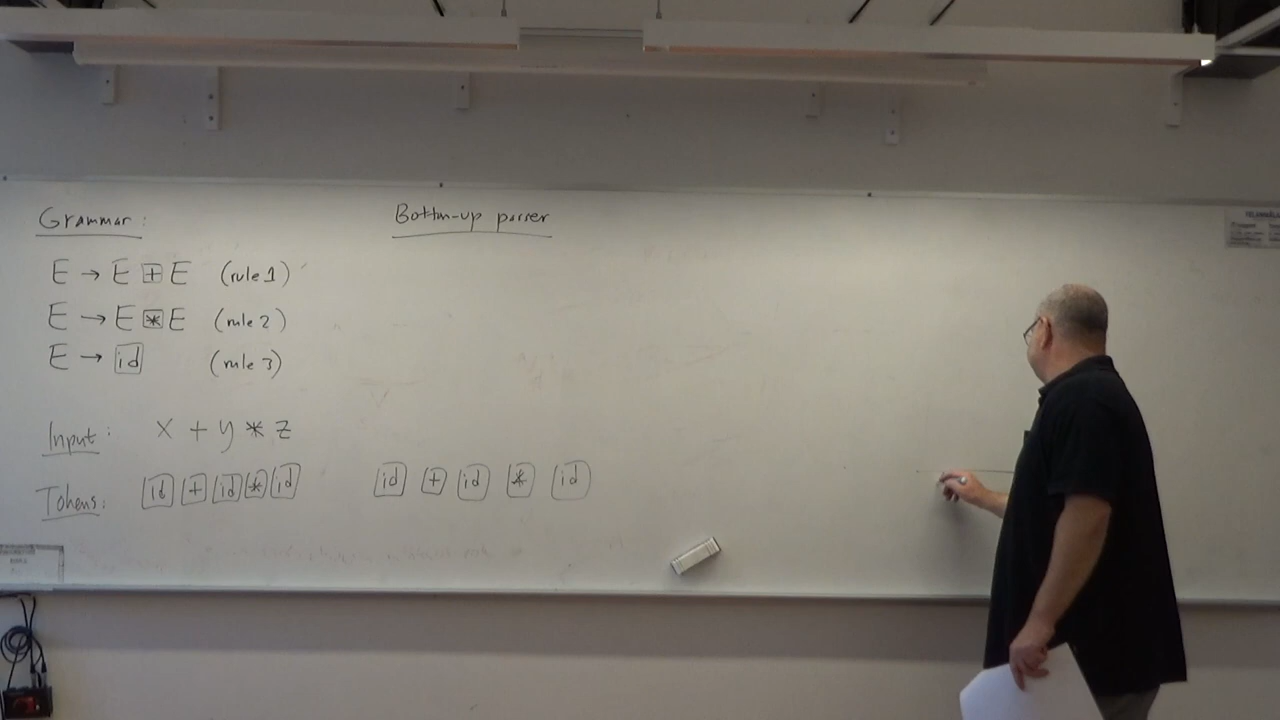 Grammar:
E → E + E (rule 1)
E → E * E (rule 2)
E → id (rule 3)
Input: x + y * z
Tokens: id + id * id
Bottom-up parser
id + id * id